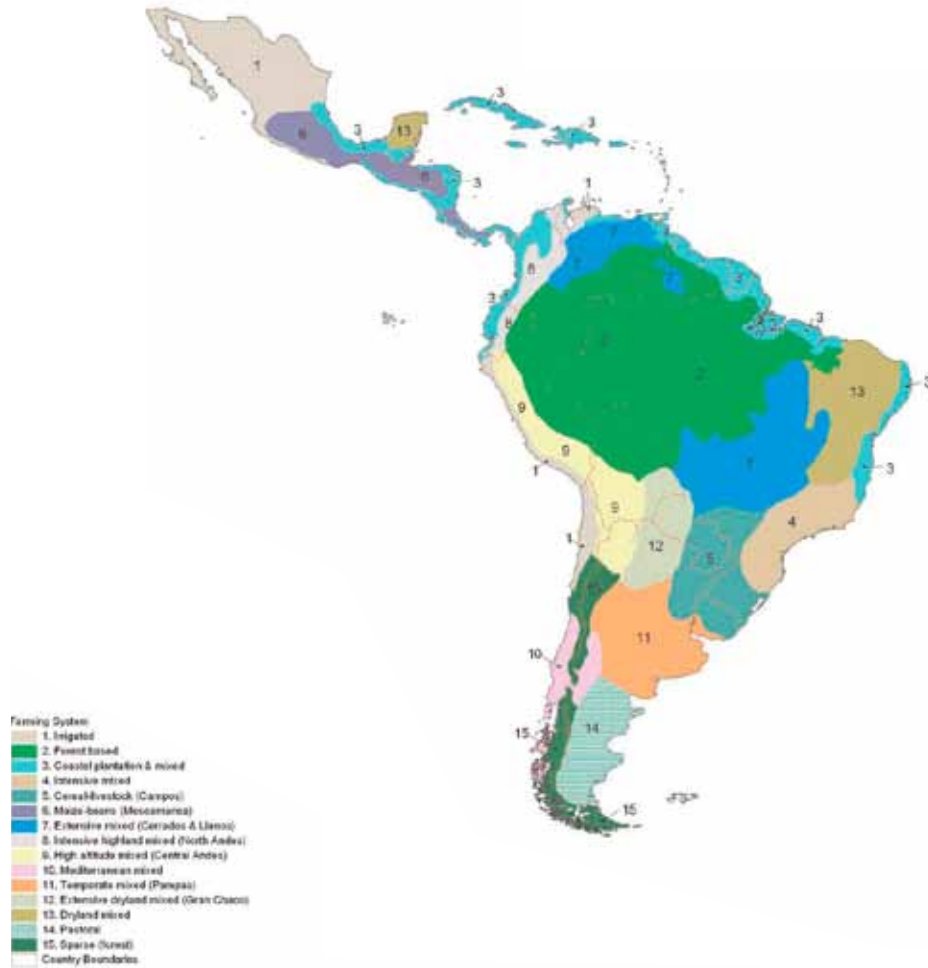 1
3
3
6
3
13
6
3
1
7
8
7
7
3
3
3
8
2
2
3
9
13
9
1
7
3
9
4
1
12
5
15
11
10
14
15
15
Farming System
1. Irrigated
2. Forest based
3. Coastal plantation & mixed
4. Intensive mixed
5. Cereal-livestock (Campos)
6. Maize-beans (Mesoamerica)
7. Extensive mixed (Cerrados & Llanos)
8. Intensive highland mixed (North Andes)
9. High altitude mixed (Central Andes)
10. Mediterranean mixed
11. Temperate mixed (Pampas)
12. Extensive dryland mixed (Gran Chaco)
13. Dryland mixed
14. Pastoral
15. Sparse (forest)
Country Boundaries